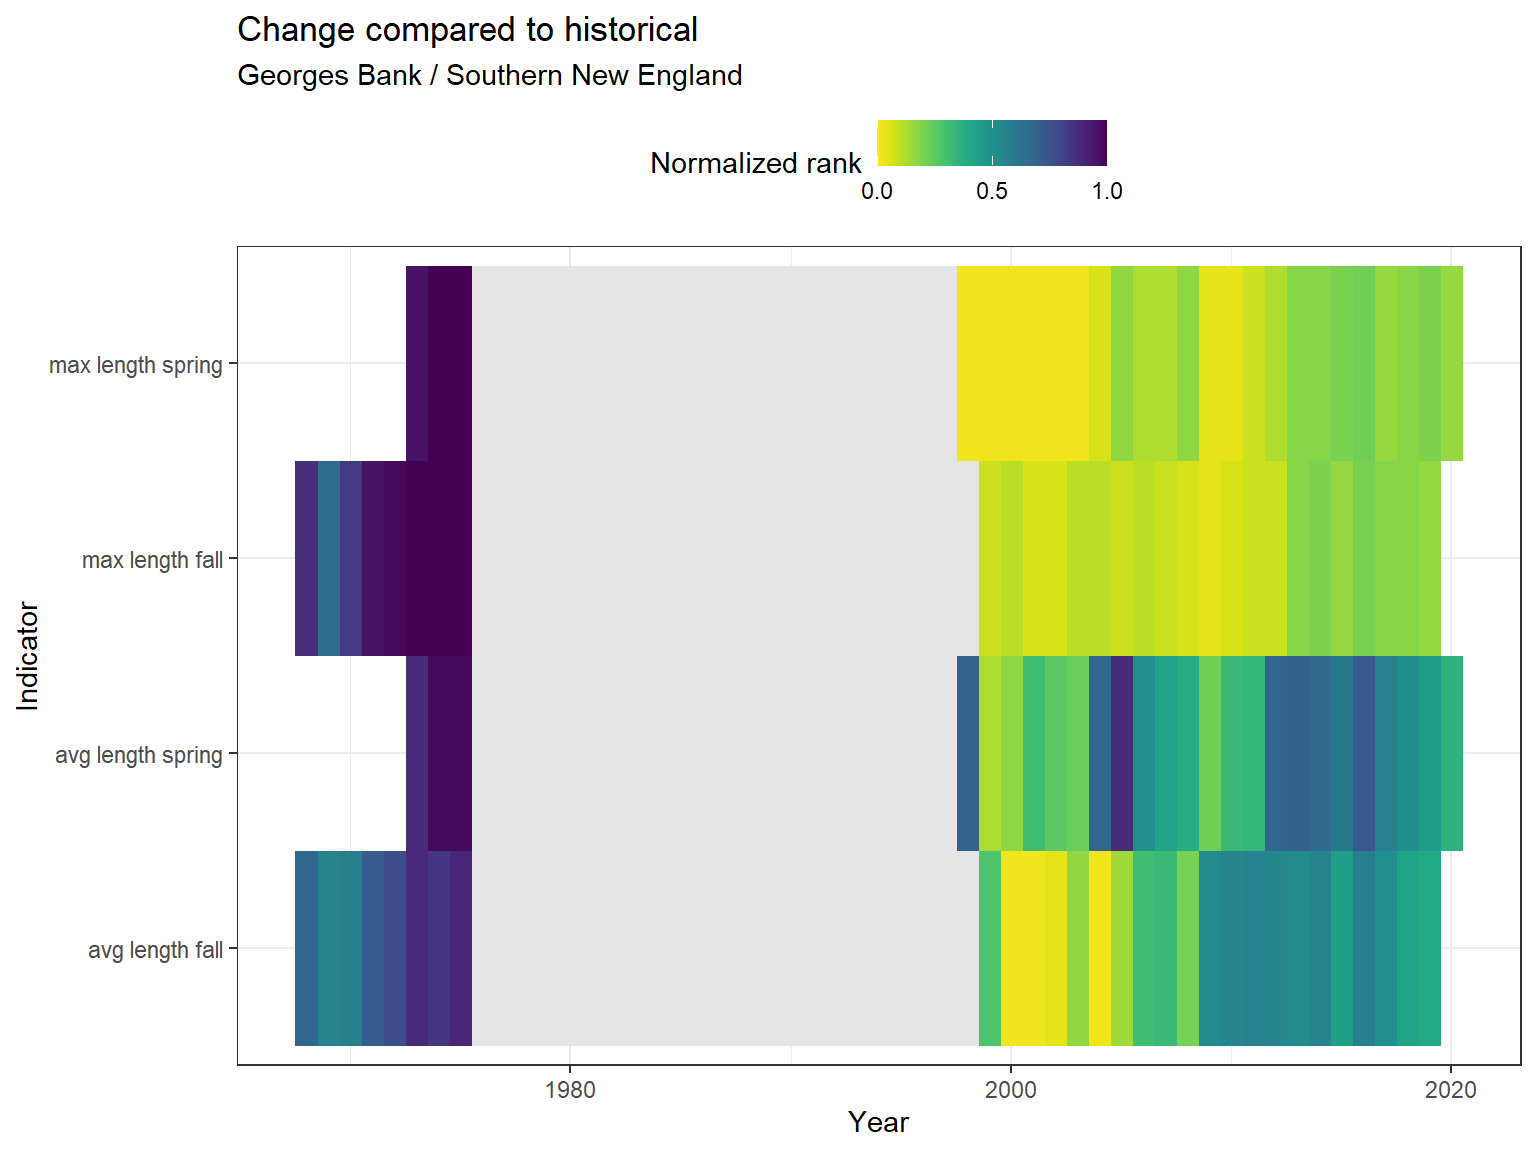 Change compared to historical
Georges Bank / Southern New England
Normalized rank
0.0 0.5 1.0
max length spring
max length fall
avg length spring
avg length fall
Indicator
1980 2000 2020
Year